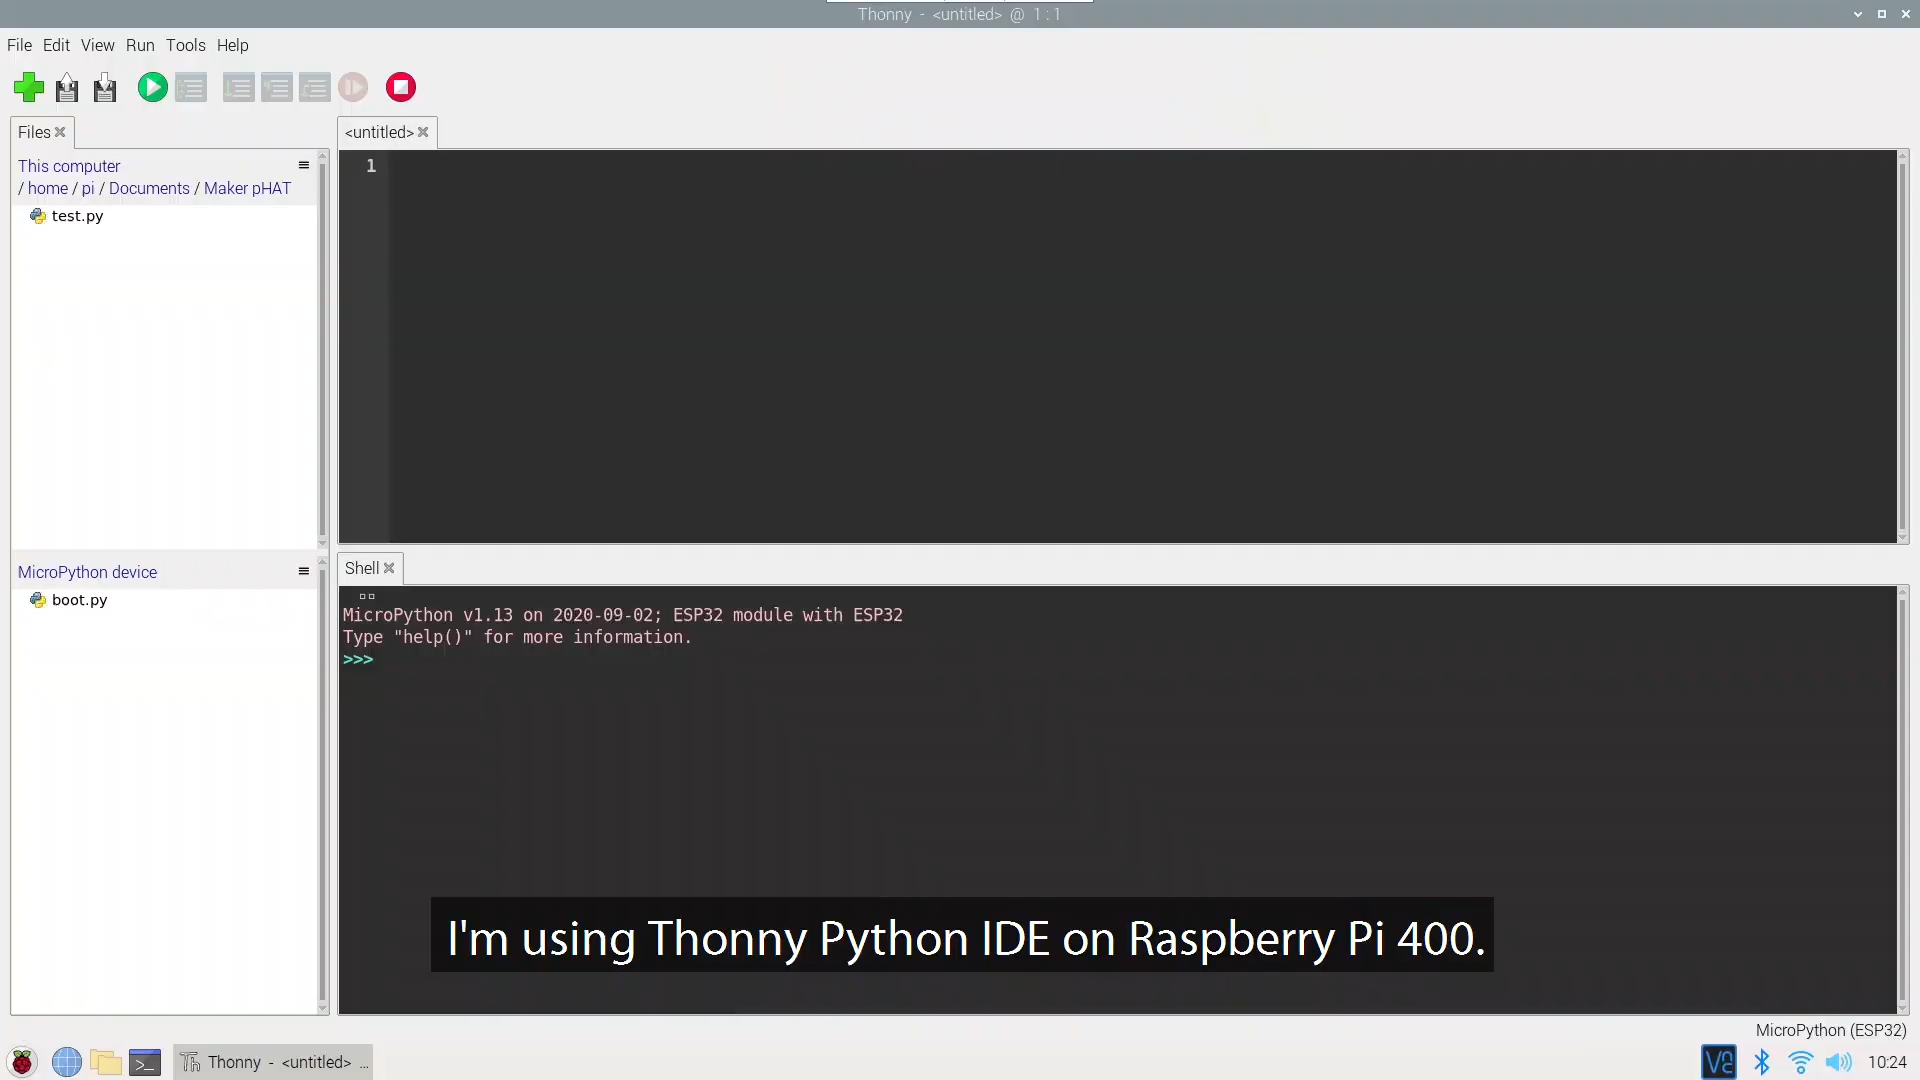 Thonny - <untitled> @ 1 : 1
File Edit View Run Tools Help
Files
This computer
/ home / pi / Documents / Maker pHAT
test.py
<untitled>
1
MicroPython device
boot.py
Shell
MicroPython v1.13 on 2020-09-02; ESP32 module with ESP32
Type "help()" for more information.
>>>
I'm using Thonny Python IDE on Raspberry Pi 400.
MicroPython (ESP32)
Thonny - <untitled> ...
10:24